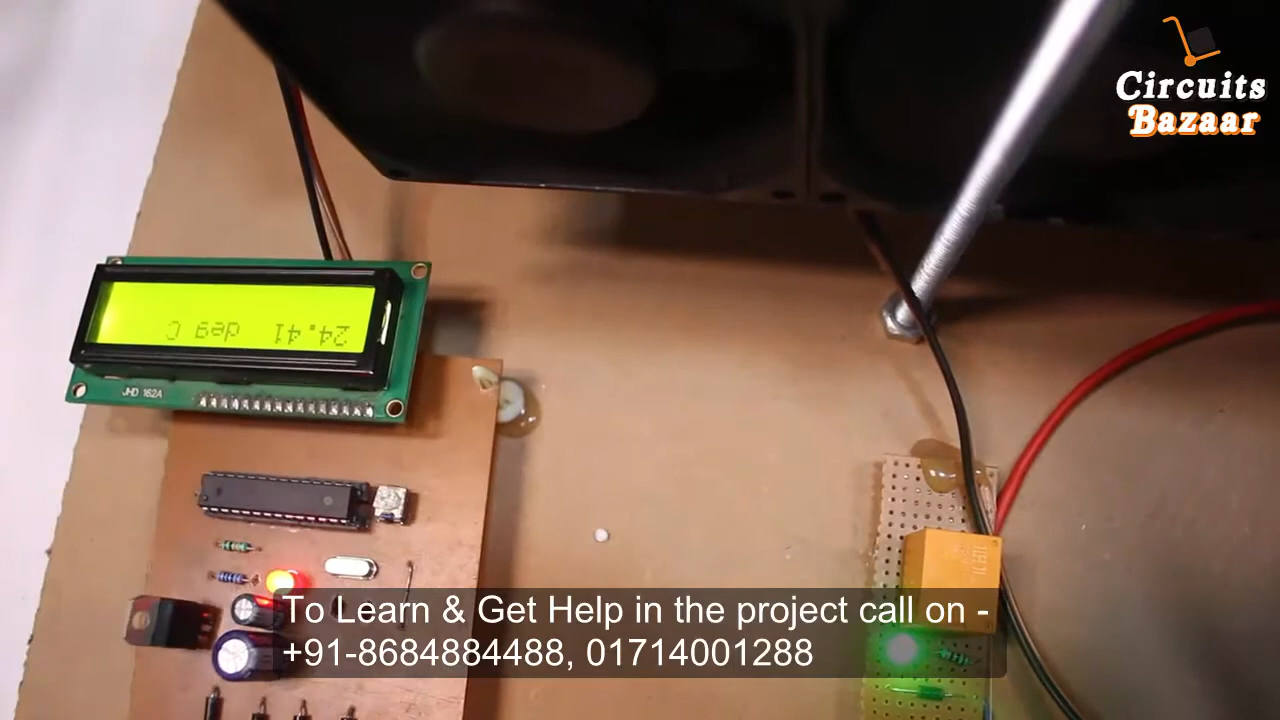 Circuits
Bazaar
24.41 deg C
JHD 162A
To Learn & Get Help in the project call on -
+91-8684884488, 01714001288